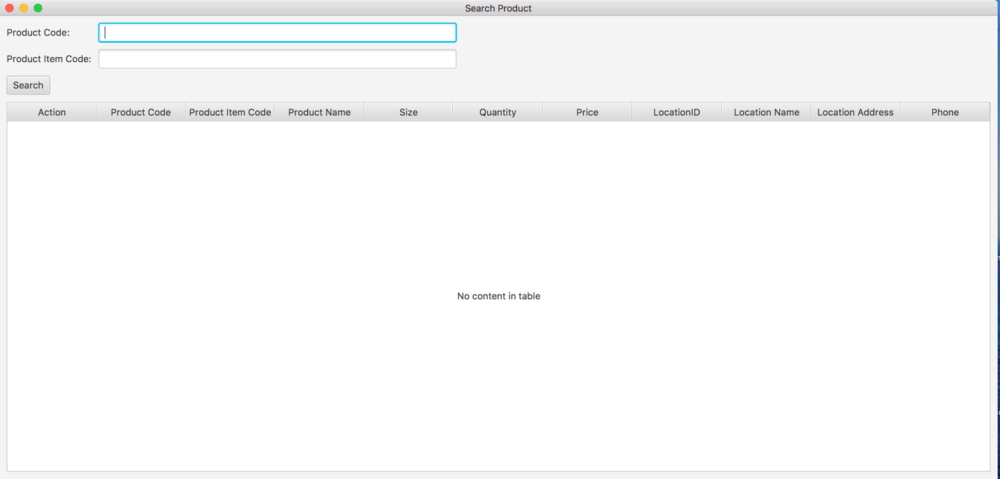 Search Product
Product Code:
Product Item Code:
Search
Action Product Code Product Item Code Product Name Size Quantity Price LocationID Location Name Location Address Phone
No content in table